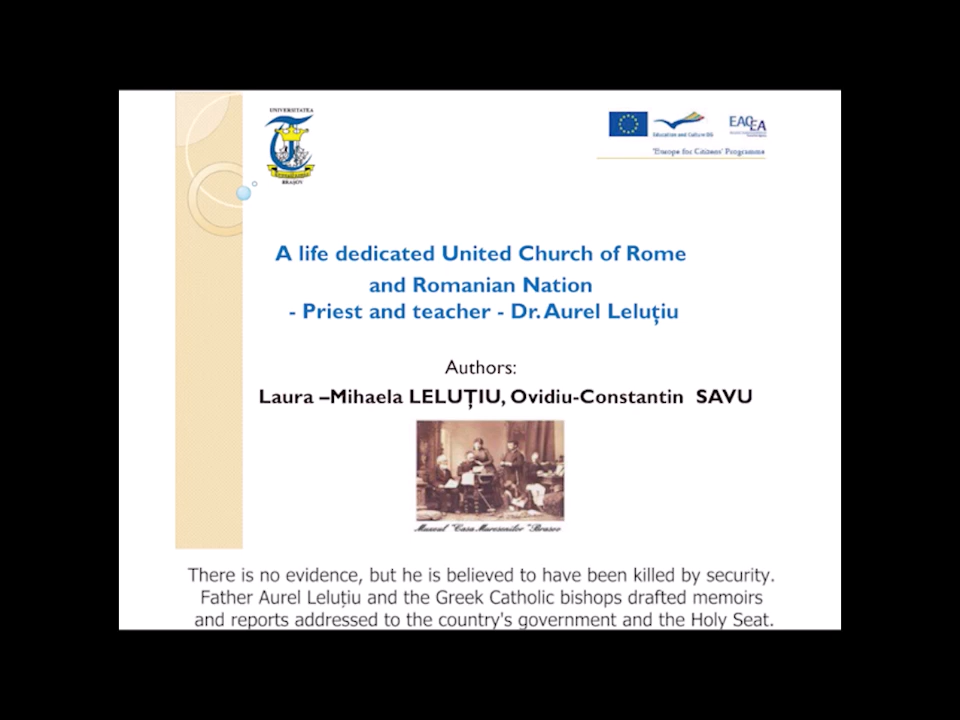 UNIVERSITATEA
BRAȘOV
Education and Culture DG
EACEA
'Europe for Citizens' Programme
A life dedicated United Church of Rome
and Romanian Nation
- Priest and teacher - Dr. Aurel Leluțiu
Authors:
Laura –Mihaela LELUȚIU, Ovidiu-Constantin SAVU
Muzeul "Casa Muresenilor" Brasov
There is no evidence, but he is believed to have been killed by security.
Father Aurel Leluțiu and the Greek Catholic bishops drafted memoirs
and reports addressed to the country's government and the Holy Seat.